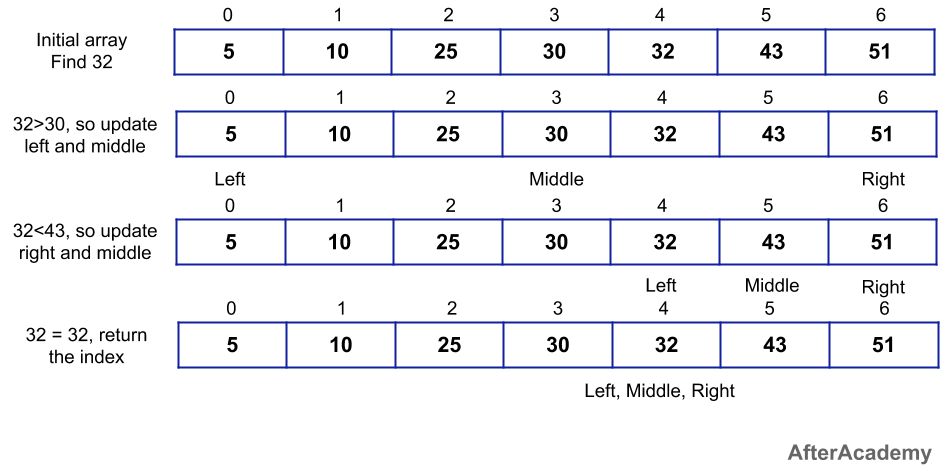 0 1 2 3 4 5 6
Initial array
Find 32
5 10 25 30 32 43 51
0 1 2 3 4 5 6
32>30, so update
left and middle
5 10 25 30 32 43 51
Left Middle Right
0 1 2 3 4 5 6
32<43, so update
right and middle
5 10 25 30 32 43 51
Left Middle Right
0 1 2 3 4 5 6
32 = 32, return
the index
5 10 25 30 32 43 51
Left, Middle, Right
AfterAcademy